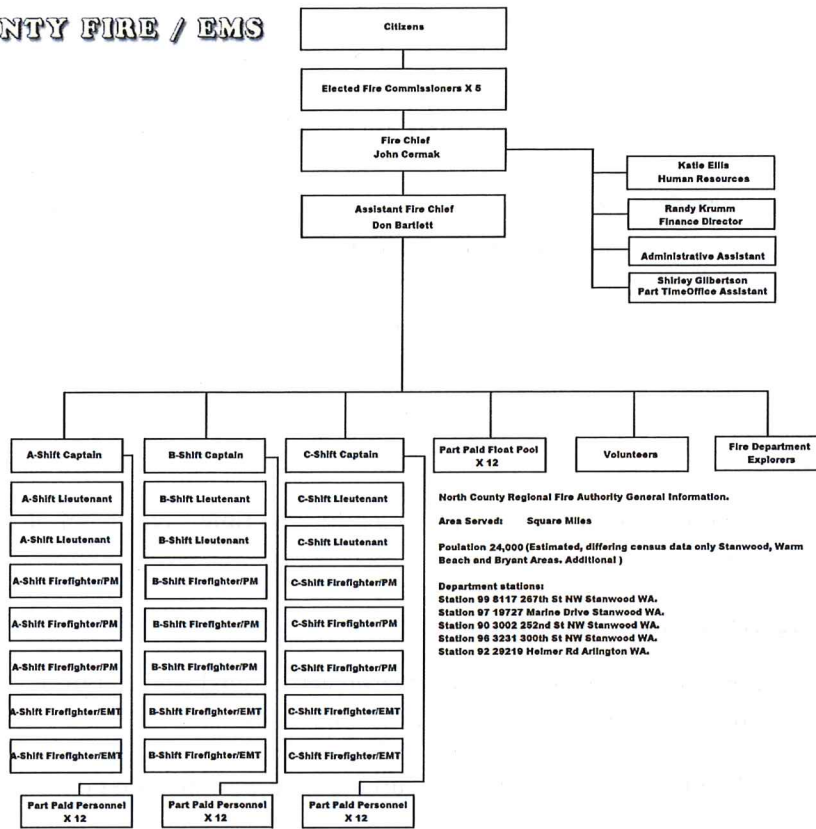 NTY FIRE / EMS
Citizens
Elected Fire Commissioners X 5
Fire Chief
John Cermak
Katie Ellis
Human Resources
Randy Krumm
Finance Director
Administrative Assistant
Shirley Gilbertson
Part TimeOffice Assistant
Assistant Fire Chief
Don Bartlett
A-Shift Captain
B-Shift Captain
C-Shift Captain
Part Paid Float Pool
X 12
Volunteers
Fire Department
Explorers
A-Shift Lieutenant
A-Shift Lieutenant
A-Shift Firefighter/PM
A-Shift Firefighter/PM
A-Shift Firefighter/PM
A-Shift Firefighter/EMT
A-Shift Firefighter/EMT
Part Paid Personnel
X 12
B-Shift Lieutenant
B-Shift Lieutenant
B-Shift Firefighter/PM
B-Shift Firefighter/PM
B-Shift Firefighter/PM
B-Shift Firefighter/EMT
B-Shift Firefighter/EMT
Part Paid Personnel
X 12
C-Shift Lieutenant
C-Shift Lieutenant
C-Shift Firefighter/PM
C-Shift Firefighter/PM
C-Shift Firefighter/PM
C-Shift Firefighter/EMT
C-Shift Firefighter/EMT
Part Paid Personnel
X 12
North County Regional Fire Authority General Information.
Area Served: Square Miles
Poulation 24,000 (Estimated, differing census data only Stanwood, Warm
Beach and Bryant Areas. Additional )
Department stations:
Station 99 8117 267th St NW Stanwood WA.
Station 97 19727 Marine Drive Stanwood WA.
Station 90 3002 252nd St NW Stanwood WA.
Station 96 3231 300th St NW Stanwood WA.
Station 92 29219 Helmer Rd Arlington WA.